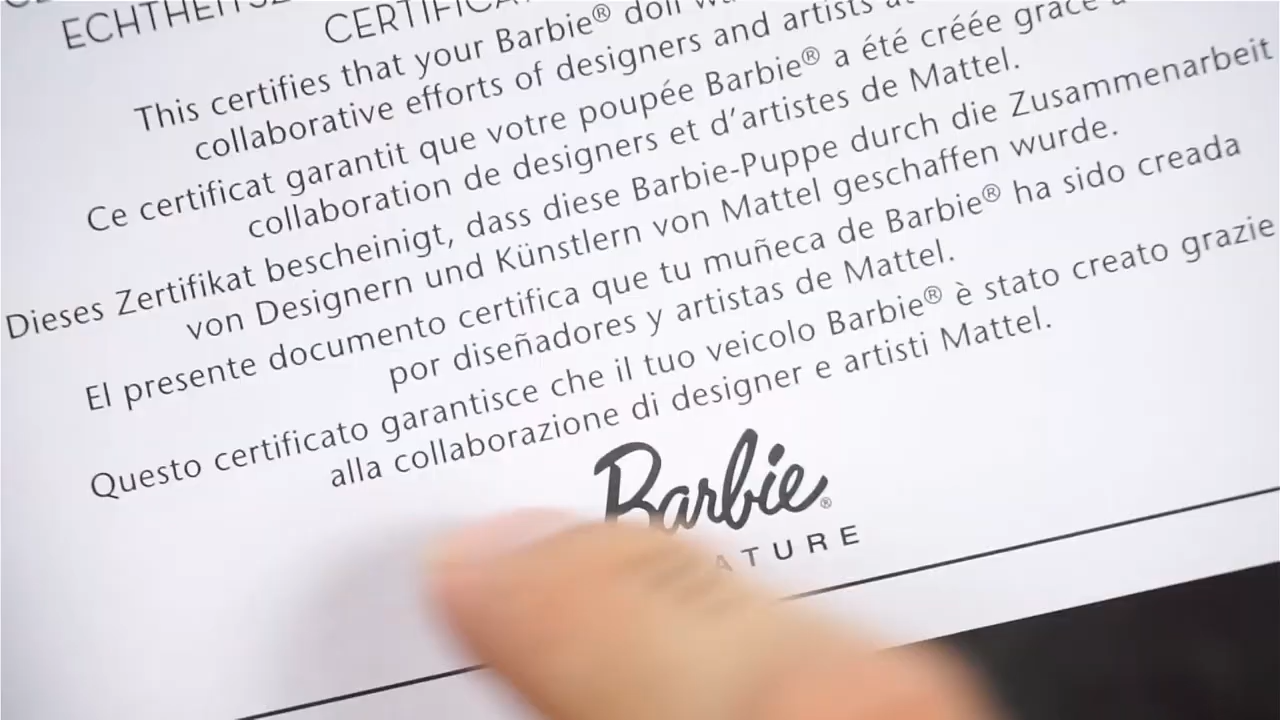 CERTIFICA
This certifies that your Barbie® doll
collaborative efforts of designers and artists
Ce certificat garantit que votre poupée Barbie® a été créée grâce
collaboration de designers et d'artistes de Mattel.
Dieses Zertifikat bescheinigt, dass diese Barbie-Puppe durch die Zusammenarbeit
von Designern und Künstlern von Mattel geschaffen wurde.
El presente documento certifica que tu muñeca de Barbie® ha sido creada
por diseñadores y artistas de Mattel.
Questo certificato garantisce che il tuo veicolo Barbie® è stato creato grazie
alla collaborazione di designer e artisti Mattel.
Barbie®
ATURE